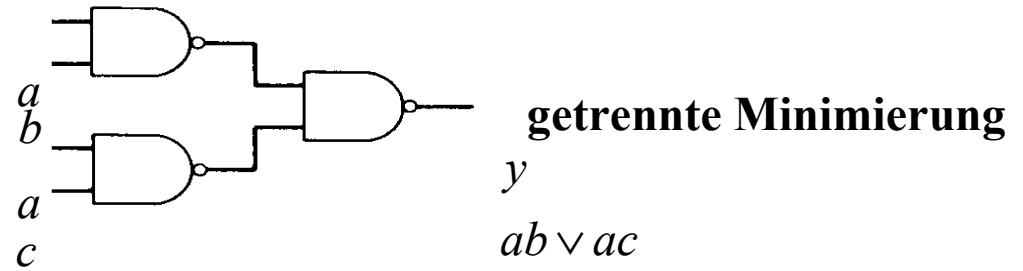 a
b
a
c
getrennte Minimierung
y
ab ∨ ac